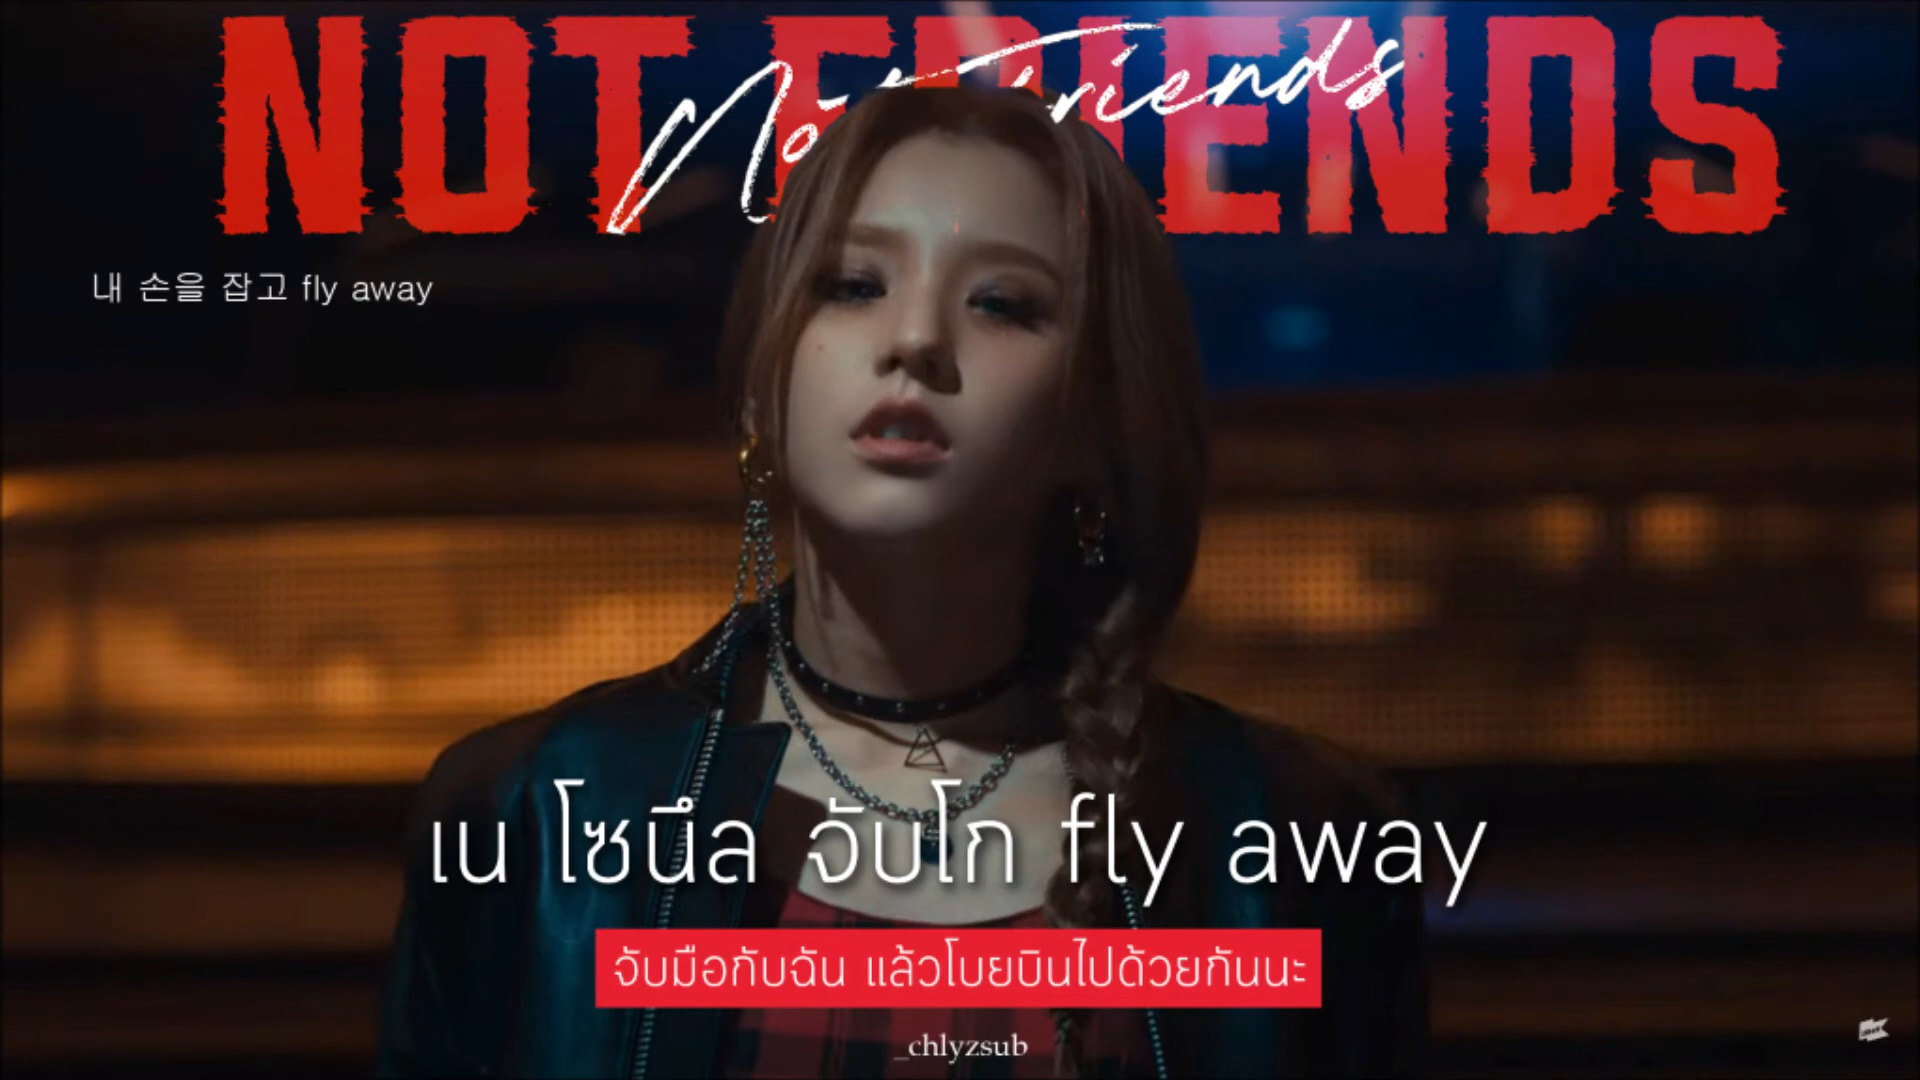 NOT FRIENDS
Not Friends
내 손을 잡고 fly away
เน โซนึล จับโก fly away
จับมือกับฉัน แล้วโบยบินไปด้วยกันนะ
_chlyzsub